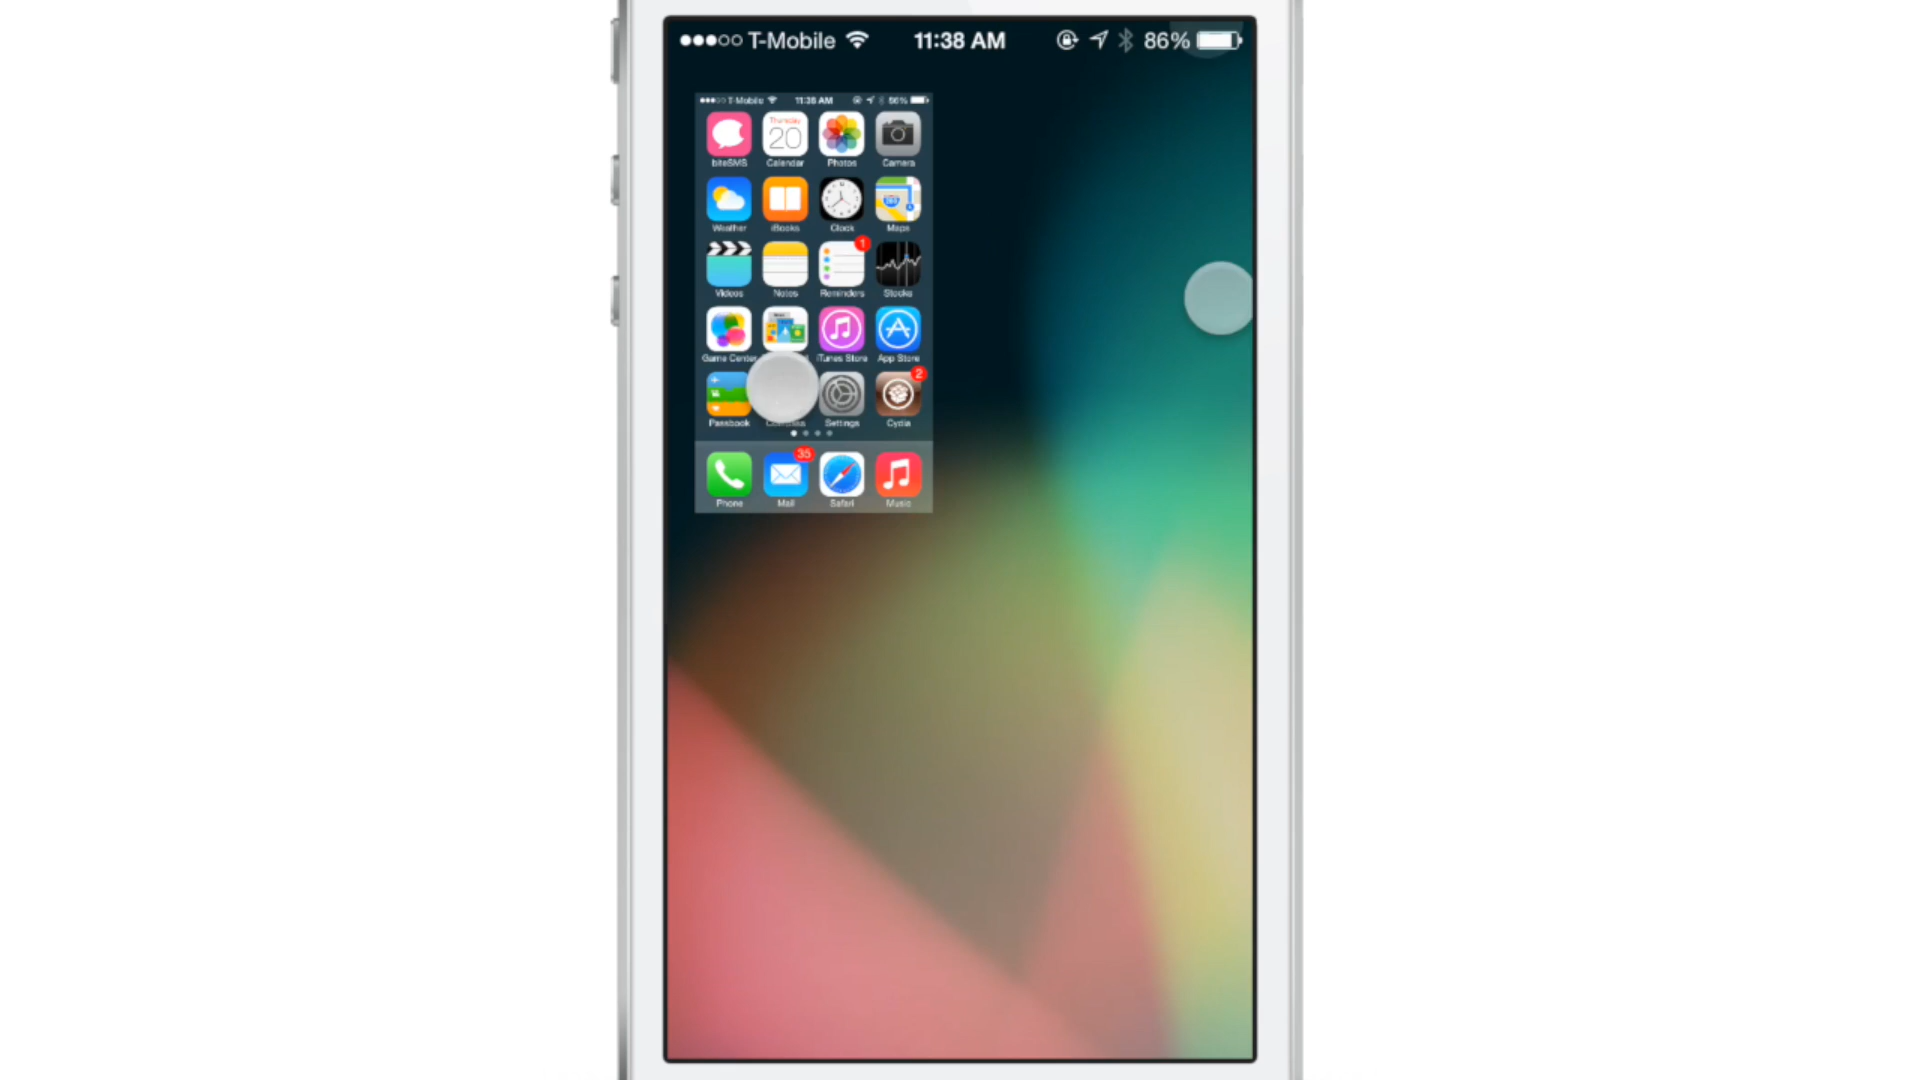 T-Mobile 11:38 AM 86%
T-Mobile 11:38 AM 86%
Thursday
20
biteSMS Calendar Photos Camera
Weather iBooks Clock Maps
280
1
Videos Notes Reminders Stocks
Game Center iTunes Store App Store
2
Passbook Settings Cydia
35
Phone Mail Safari Music